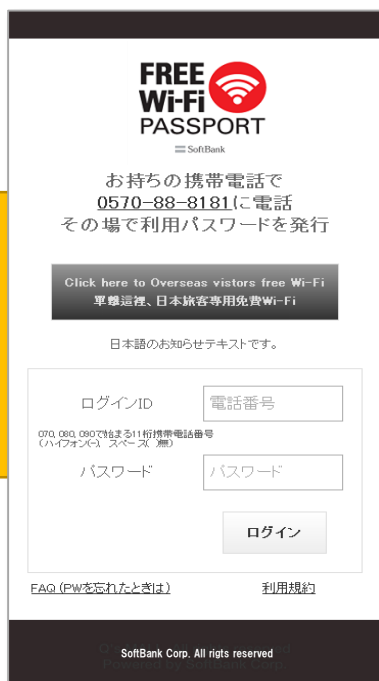 FREE
Wi-Fi
PASSPORT
SoftBank
お持ちの携帯電話で
0570-88-8181に電話
その場で利用パスワードを発行
Click here to Overseas vistors free Wi-Fi
單擊這裡、日本旅客専用免費Wi-Fi
日本語のお知らせテキストです。
ログインID
電話番号
070, 080, 090で始まる11桁携帯電話番号
(ハイフォン(-)、スペース( )無)
パスワード
パスワード
ログイン
FAQ (PWを忘れたときは)
利用規約
SoftBank Corp. All rigts reserved
Powered by SoftBank Corp.